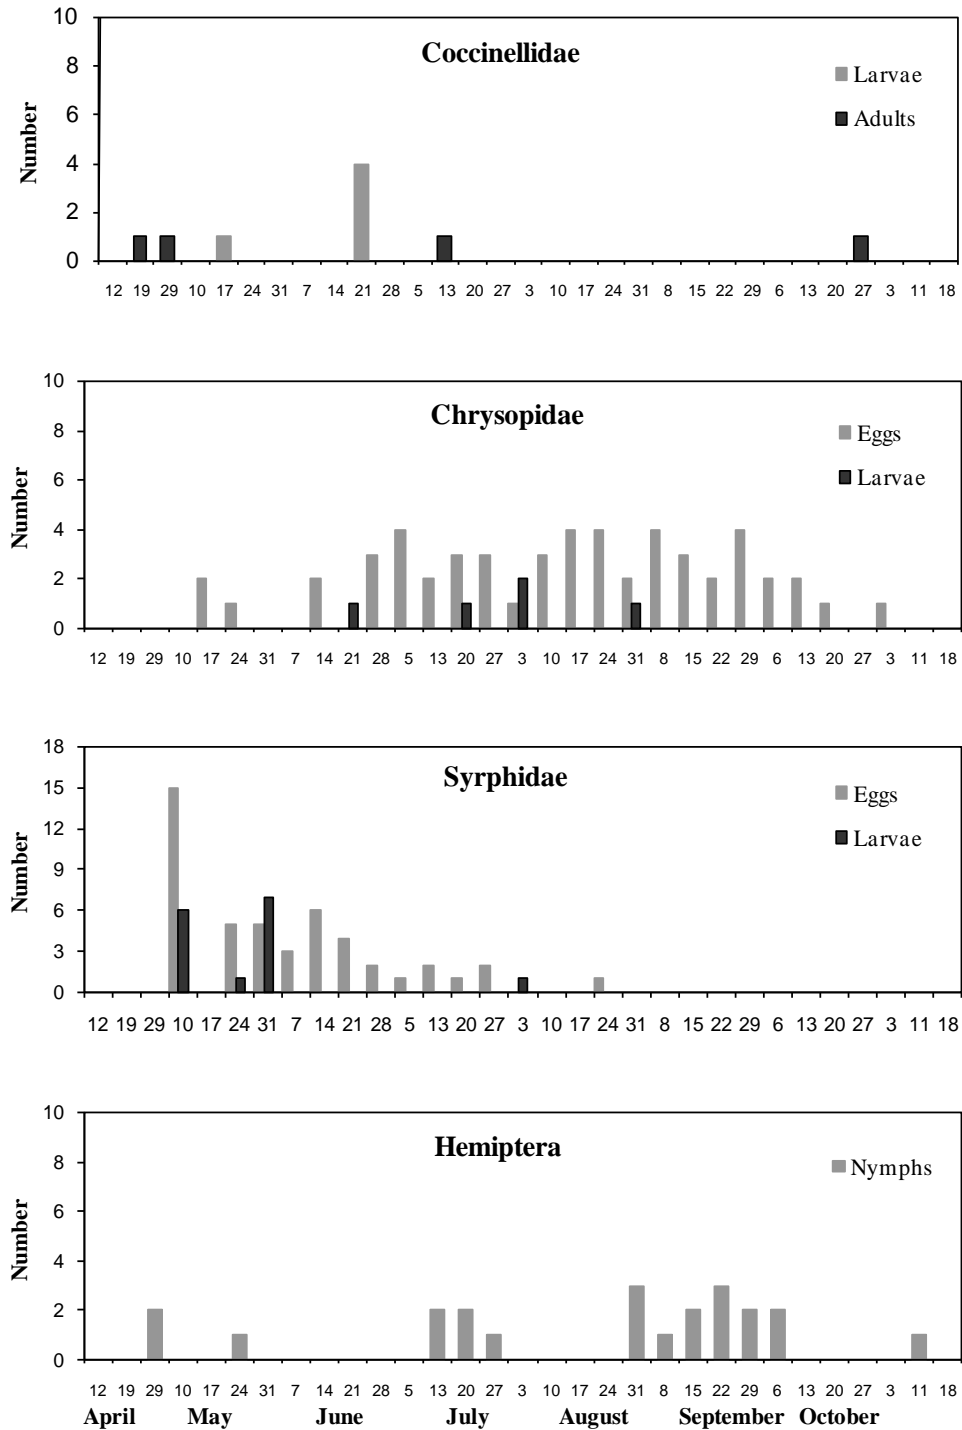 Coccinellidae
Number
10
8
6
4
2
0
Larvae
Adults
12 19 29 10 17 24 31 7 14 21 28 5 13 20 27 3 10 17 24 31 8 15 22 29 6 13 20 27 3 11 18
Chrysopidae
Number
10
8
6
4
2
0
Eggs
Larvae
12 19 29 10 17 24 31 7 14 21 28 5 13 20 27 3 10 17 24 31 8 15 22 29 6 13 20 27 3 11 18
Syrphidae
Number
18
15
12
9
6
3
0
Eggs
Larvae
12 19 29 10 17 24 31 7 14 21 28 5 13 20 27 3 10 17 24 31 8 15 22 29 6 13 20 27 3 11 18
Hemiptera
Number
10
8
6
4
2
0
Nymphs
12 19 29 10 17 24 31 7 14 21 28 5 13 20 27 3 10 17 24 31 8 15 22 29 6 13 20 27 3 11 18
April May June July August September October